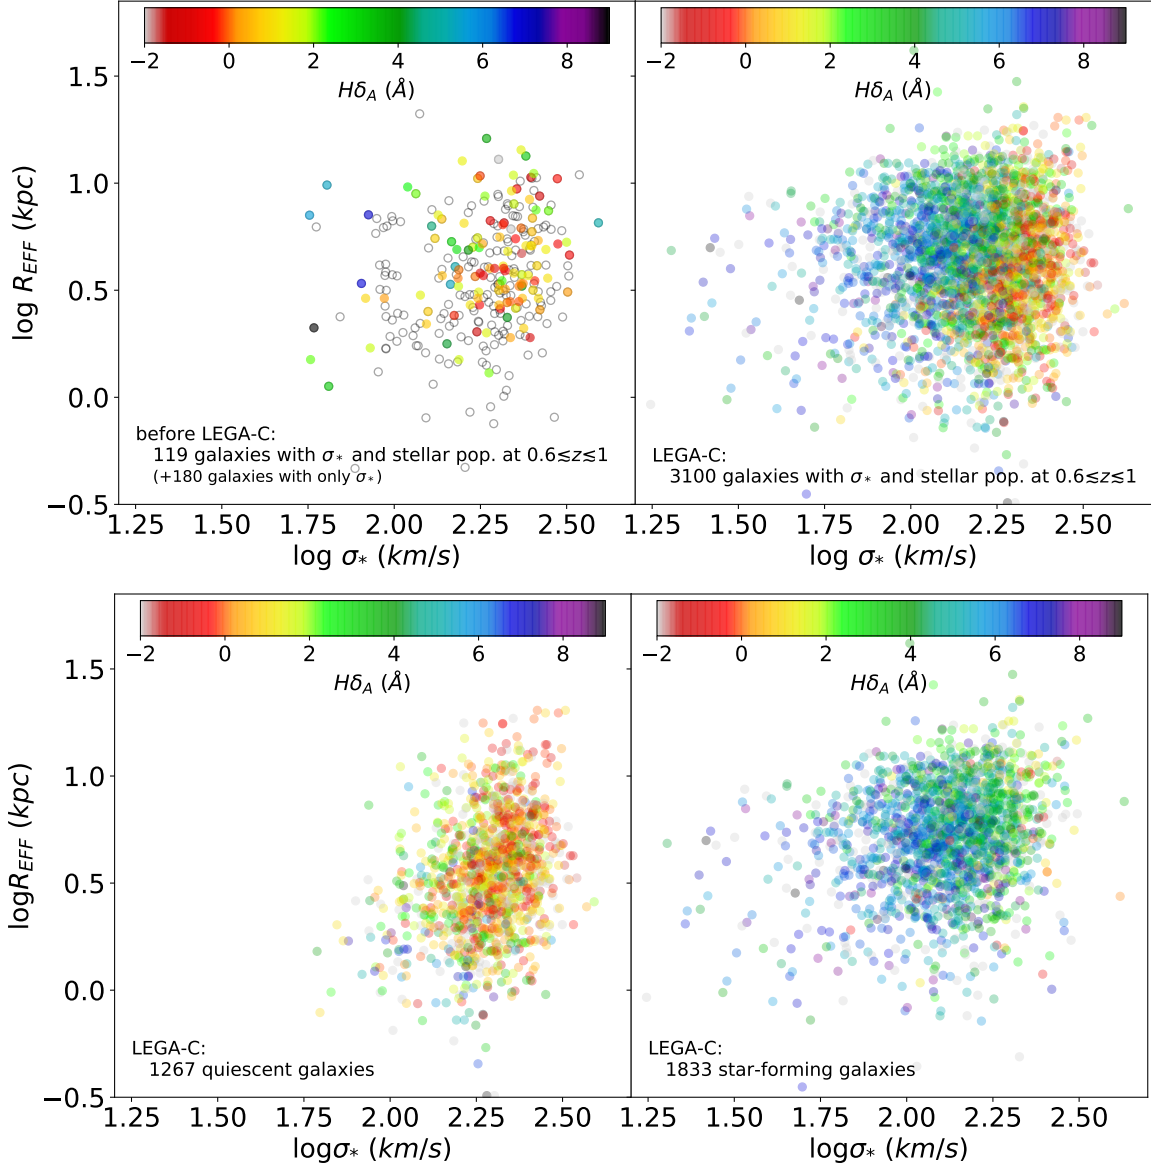 −2 0 2 4 6 8
Hδ_A (Å)
−2 0 2 4 6 8
Hδ_A (Å)
1.5
1.0
0.5
0.0
−0.5
log R_EFF (kpc)
before LEGA-C:
119 galaxies with σ* and stellar pop. at 0.6≲z≲1
(+180 galaxies with only σ*)
LEGA-C:
3100 galaxies with σ* and stellar pop. at 0.6≲z≲1
1.25 1.50 1.75 2.00 2.25 2.50
1.25 1.50 1.75 2.00 2.25 2.50
log σ* (km/s)
log σ* (km/s)
−2 0 2 4 6 8
Hδ_A (Å)
−2 0 2 4 6 8
Hδ_A (Å)
1.5
1.0
0.5
0.0
−0.5
logR_EFF (kpc)
LEGA-C:
1267 quiescent galaxies
LEGA-C:
1833 star-forming galaxies
1.25 1.50 1.75 2.00 2.25 2.50
1.25 1.50 1.75 2.00 2.25 2.50
logσ* (km/s)
logσ* (km/s)